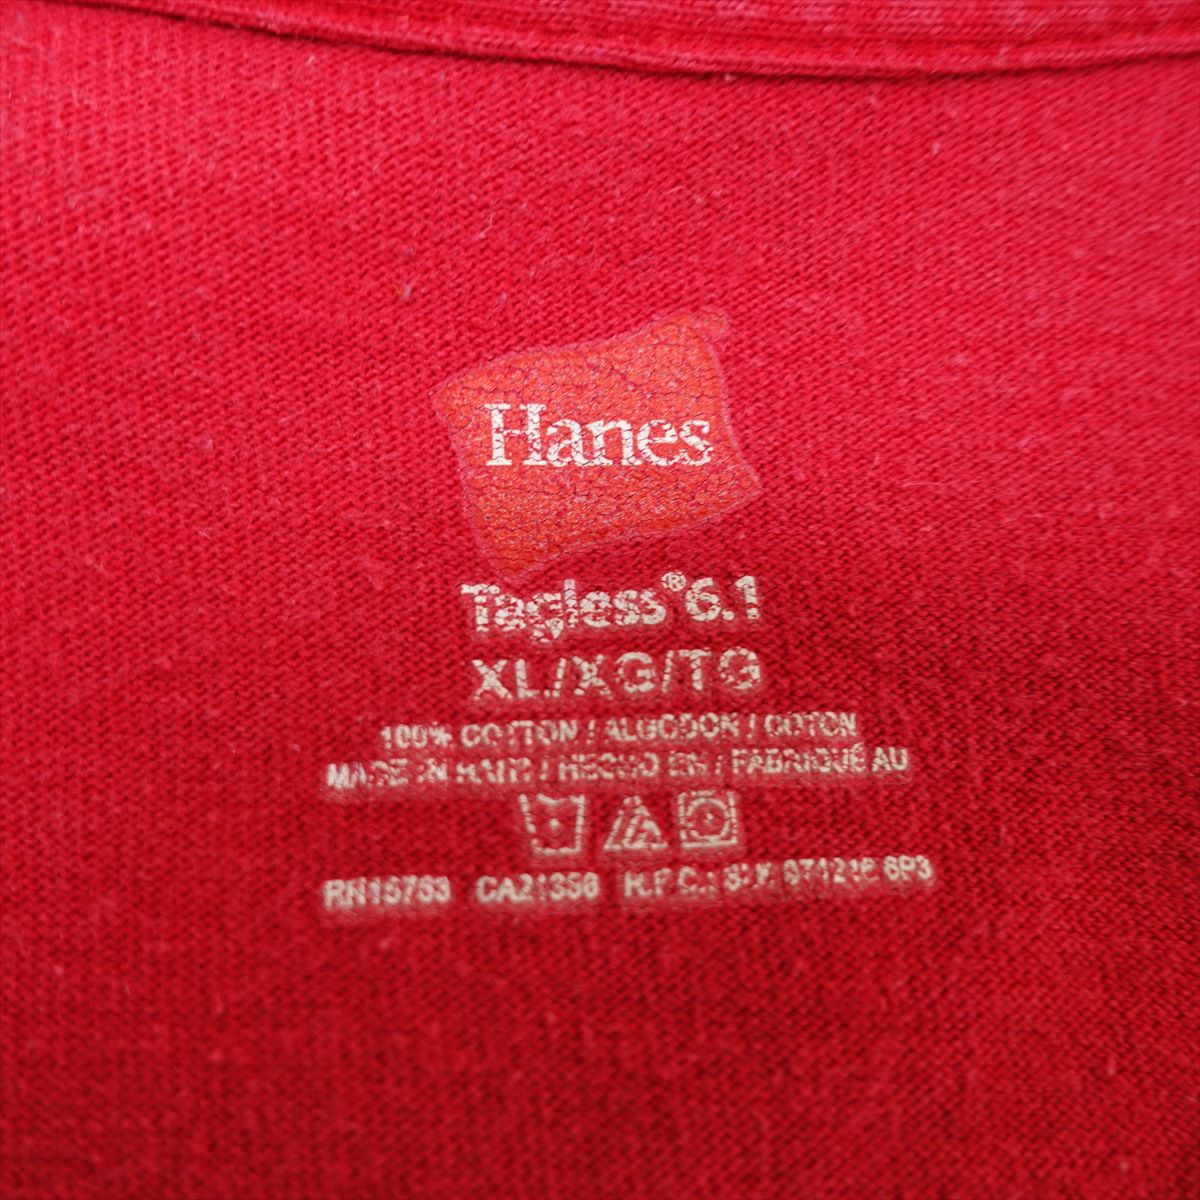 Hanes
Tagless® 6.1
XL/XG/TG
100% COTTON / ALGODON / COTON
MADE IN HAITI / HECHO EN / FABRIQUÉ AU
RN15763 CA21356 R.F.C.: